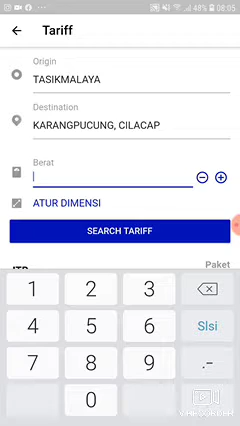 48% 08:05
Tariff
Origin
TASIKMALAYA
Destination
KARANGPUCUNG, CILACAP
Berat
ATUR DIMENSI
SEARCH TARIFF
Paket
1 2 3
4 5 6 Slsi
7 8 9 .-
0